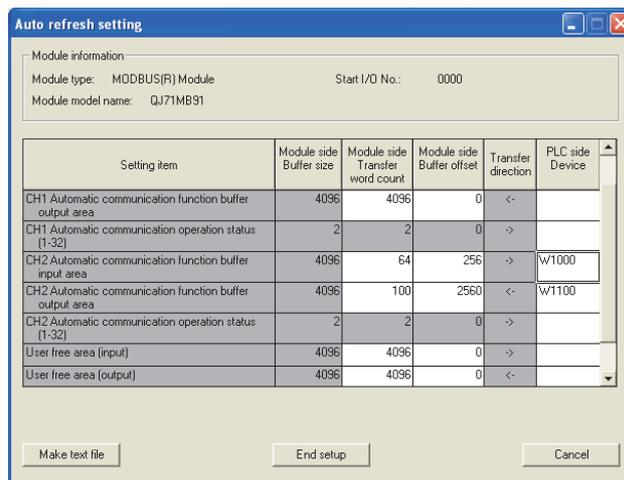 Auto refresh setting
Module information
Module type: MODBUS(R) Module Start I/O No.: 0000
Module model name: QJ71MB91
Setting item Module side Buffer size Module side Transfer word count Module side Buffer offset Transfer direction PLC side Device
CH1 Automatic communication function buffer output area 4096 4096 0 <-
CH1 Automatic communication operation status (1-32) 2 2 0 ->
CH2 Automatic communication function buffer input area 4096 64 256 -> W1000
CH2 Automatic communication function buffer output area 4096 100 2560 <- W1100
CH2 Automatic communication operation status (1-32) 2 2 0 ->
User free area (input) 4096 4096 0 ->
User free area (output) 4096 4096 0 <-
Make text file End setup Cancel